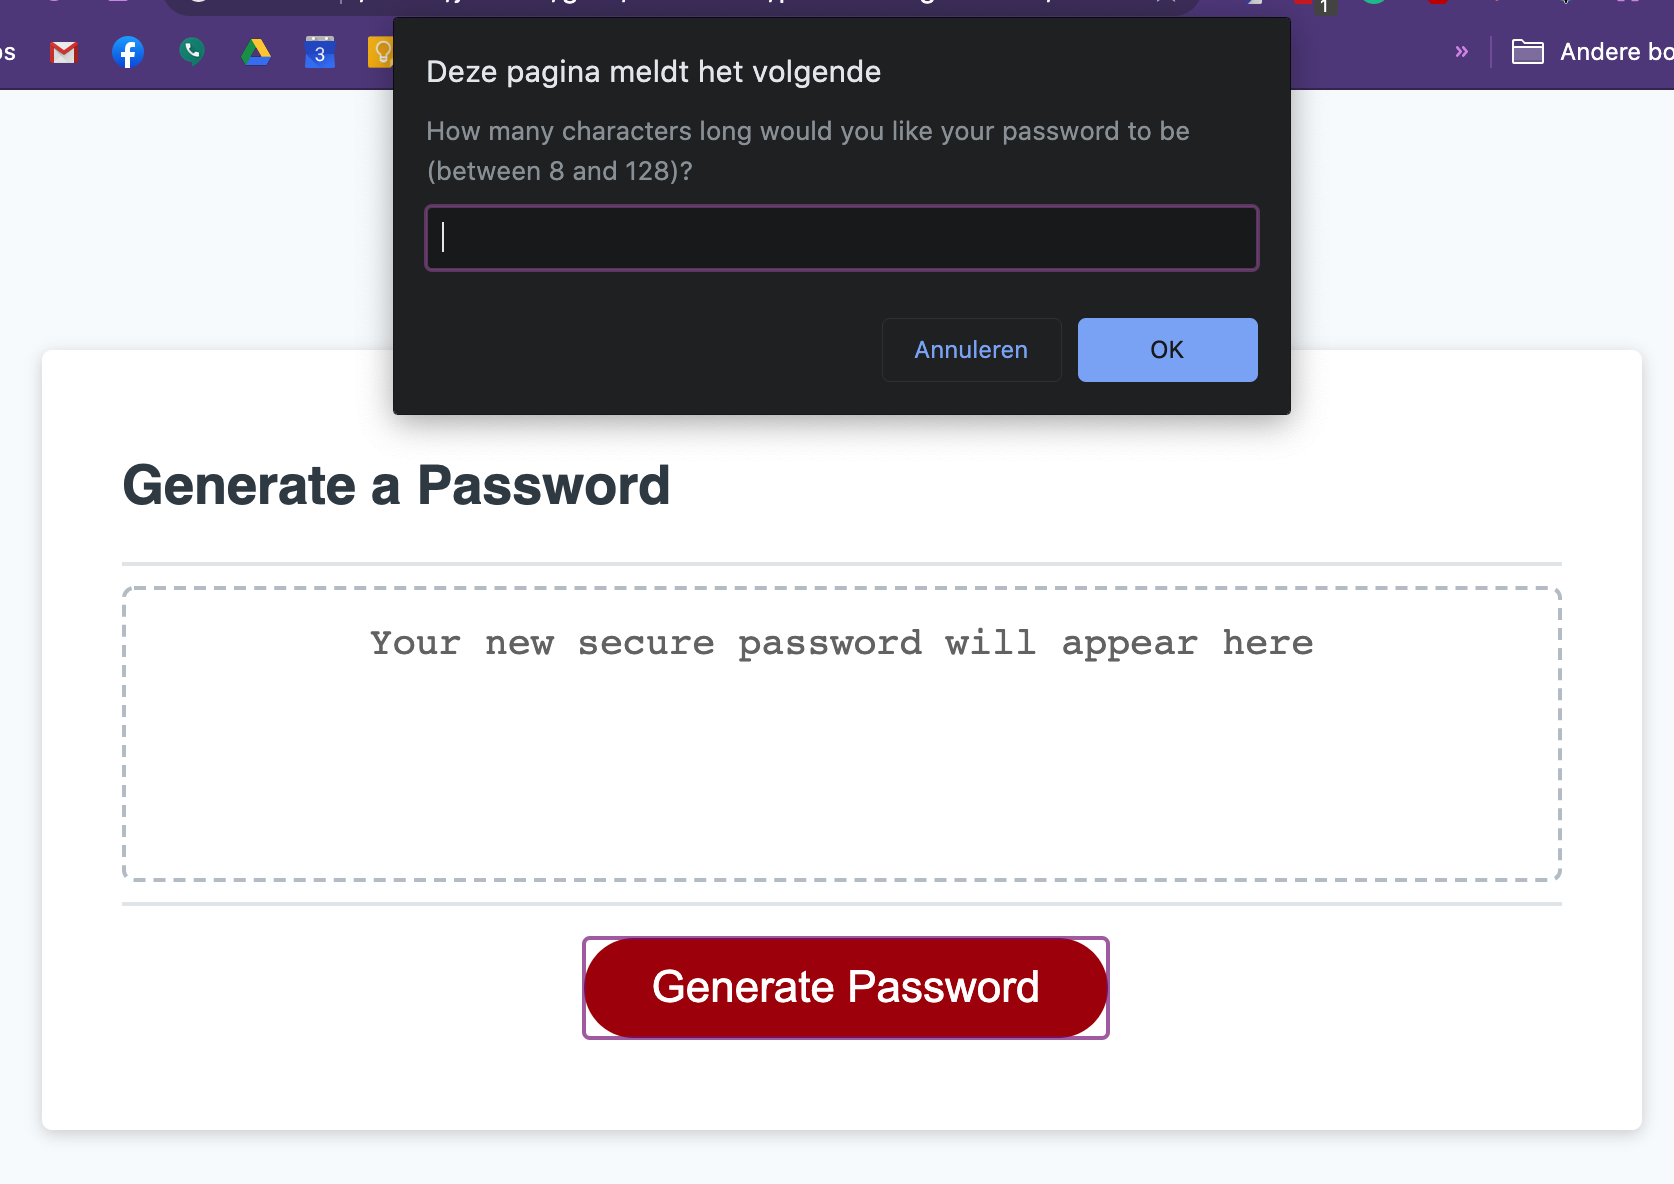 1
3
Andere bo
Deze pagina meldt het volgende
How many characters long would you like your password to be
(between 8 and 128)?
Annuleren
OK
Generate a Password
Your new secure password will appear here
Generate Password